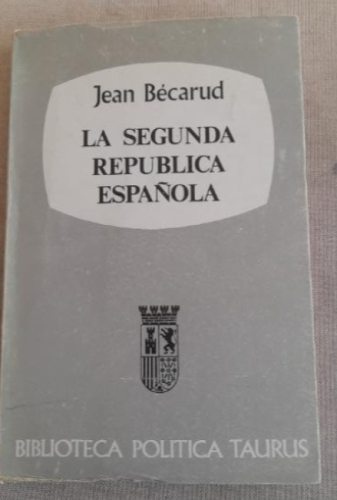 Jean Bécarud
LA SEGUNDA
REPUBLICA
ESPAÑOLA
BIBLIOTECA POLITICA TAURUS